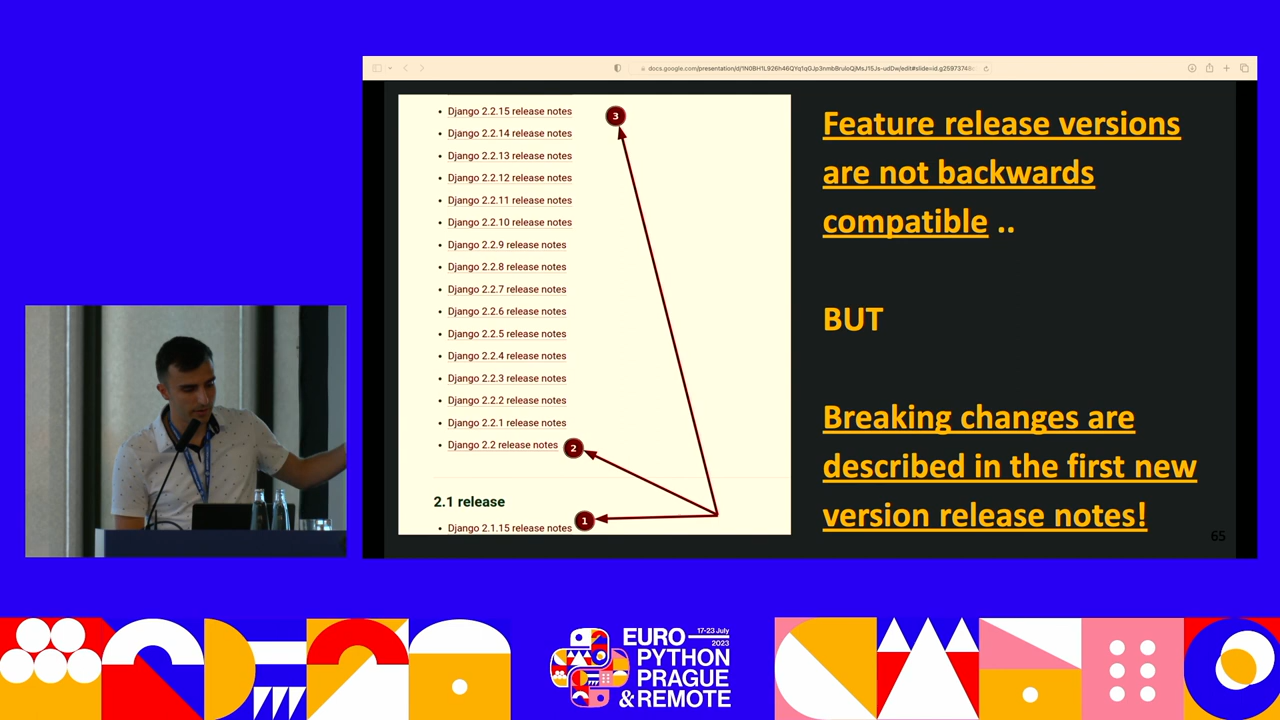 Django 2.2.15 release notes
3
Django 2.2.14 release notes
Django 2.2.13 release notes
Django 2.2.12 release notes
Django 2.2.11 release notes
Django 2.2.10 release notes
Django 2.2.9 release notes
Django 2.2.8 release notes
Django 2.2.7 release notes
Django 2.2.6 release notes
Django 2.2.5 release notes
Django 2.2.4 release notes
Django 2.2.3 release notes
Django 2.2.2 release notes
Django 2.2.1 release notes
Django 2.2 release notes
2
2.1 release
Django 2.1.15 release notes
1
Feature release versions
are not backwards
compatible ..
BUT
Breaking changes are
described in the first new
version release notes!
65
EURO
17-23 July
2023
PYTHON
PRAGUE
& REMOTE